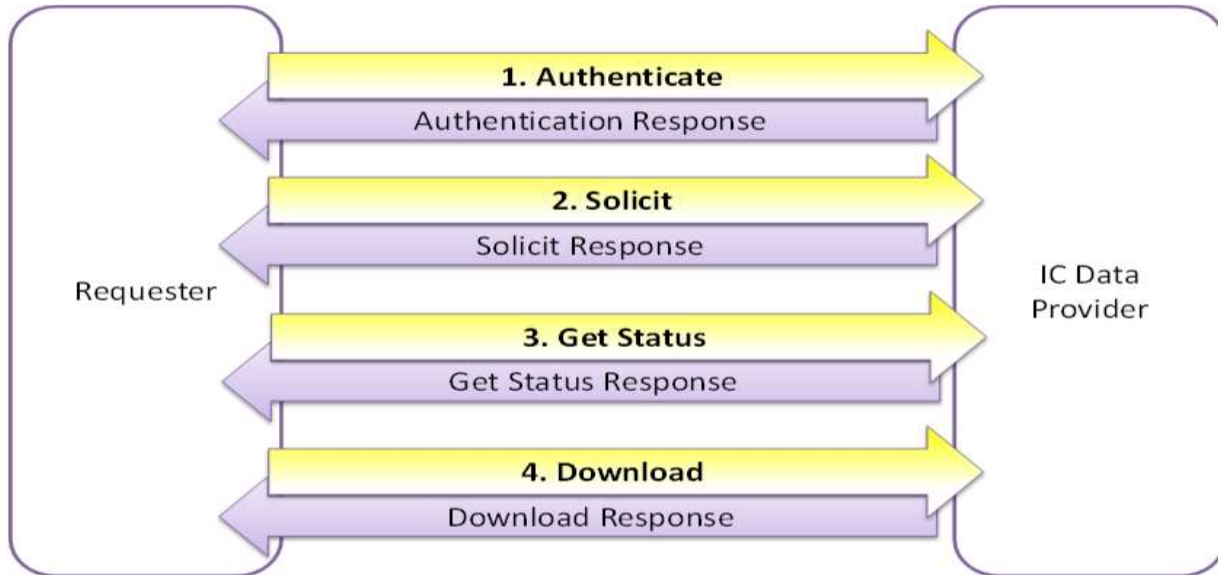 1. Authenticate
Authentication Response
2. Solicit
Solicit Response
Requester
IC Data
Provider
3. Get Status
Get Status Response
4. Download
Download Response